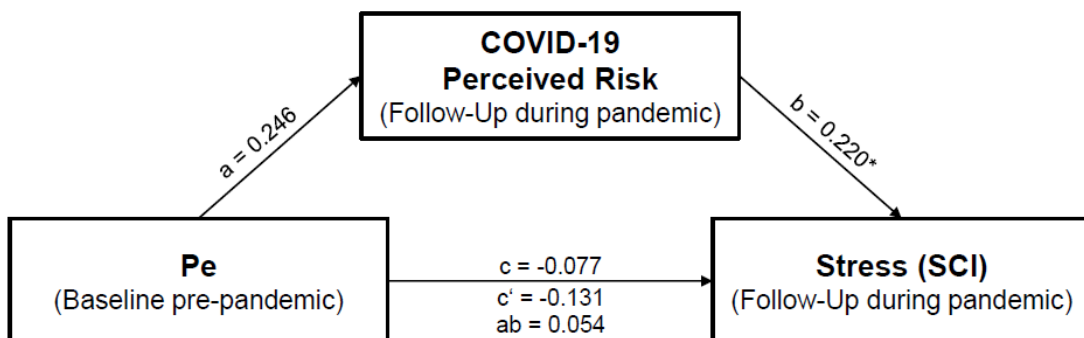 COVID-19
Perceived Risk
(Follow-Up during pandemic)
a = 0.246
b = 0.220*
Pe
(Baseline pre-pandemic)
c = -0.077
c‘ = -0.131
ab = 0.054
Stress (SCI)
(Follow-Up during pandemic)